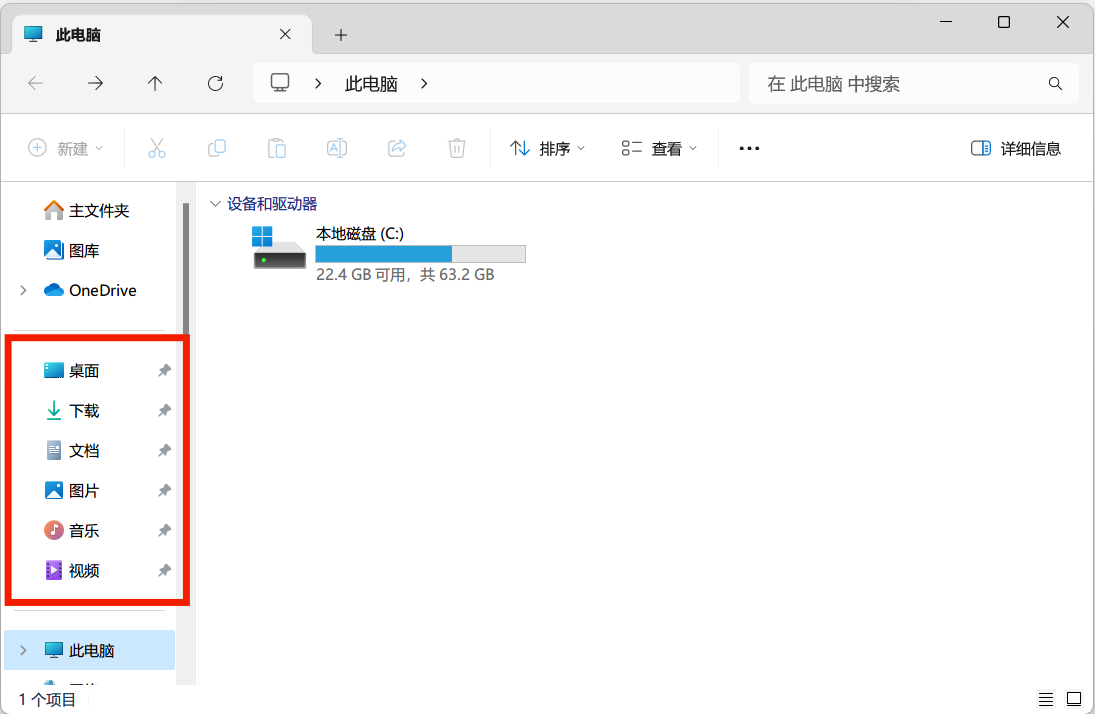 此电脑
此电脑
在 此电脑 中搜索
新建
排序
查看
详细信息
主文件夹
图库
OneDrive
桌面
下载
文档
图片
音乐
视频
此电脑
设备和驱动器
本地磁盘 (C:)
22.4 GB 可用，共 63.2 GB
1 个项目